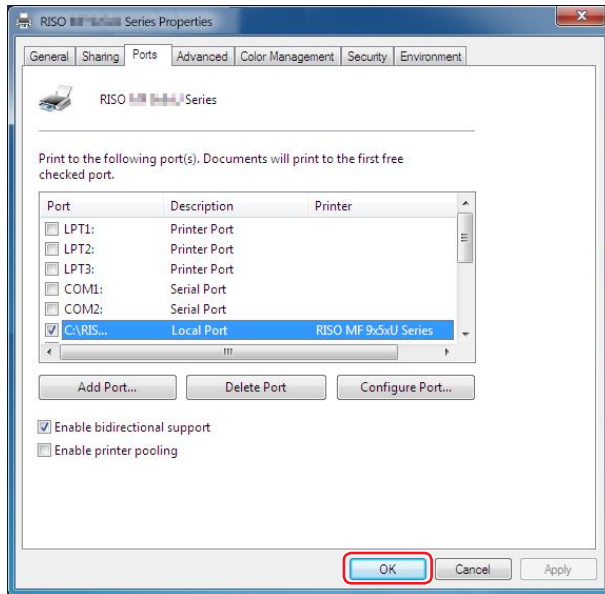 RISO Series Properties
General Sharing Ports Advanced Color Management Security Environment
RISO Series
Print to the following port(s). Documents will print to the first free
checked port.
Port Description Printer
LPT1: Printer Port
LPT2: Printer Port
LPT3: Printer Port
COM1: Serial Port
COM2: Serial Port
C:\RIS... Local Port RISO MF 9x5xU Series
Add Port... Delete Port Configure Port...
Enable bidirectional support
Enable printer pooling
OK Cancel Apply